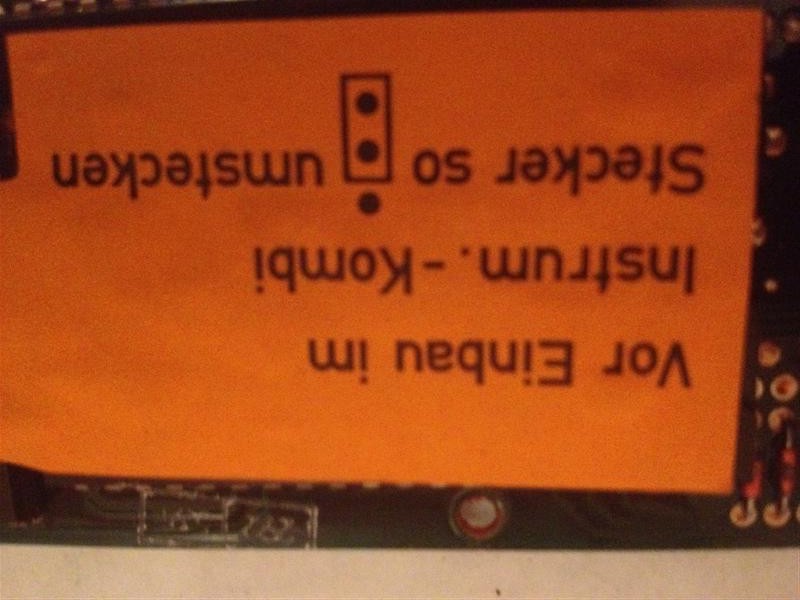 Vor Einbau im
Instrum.-Kombi
Stecker so umstecken